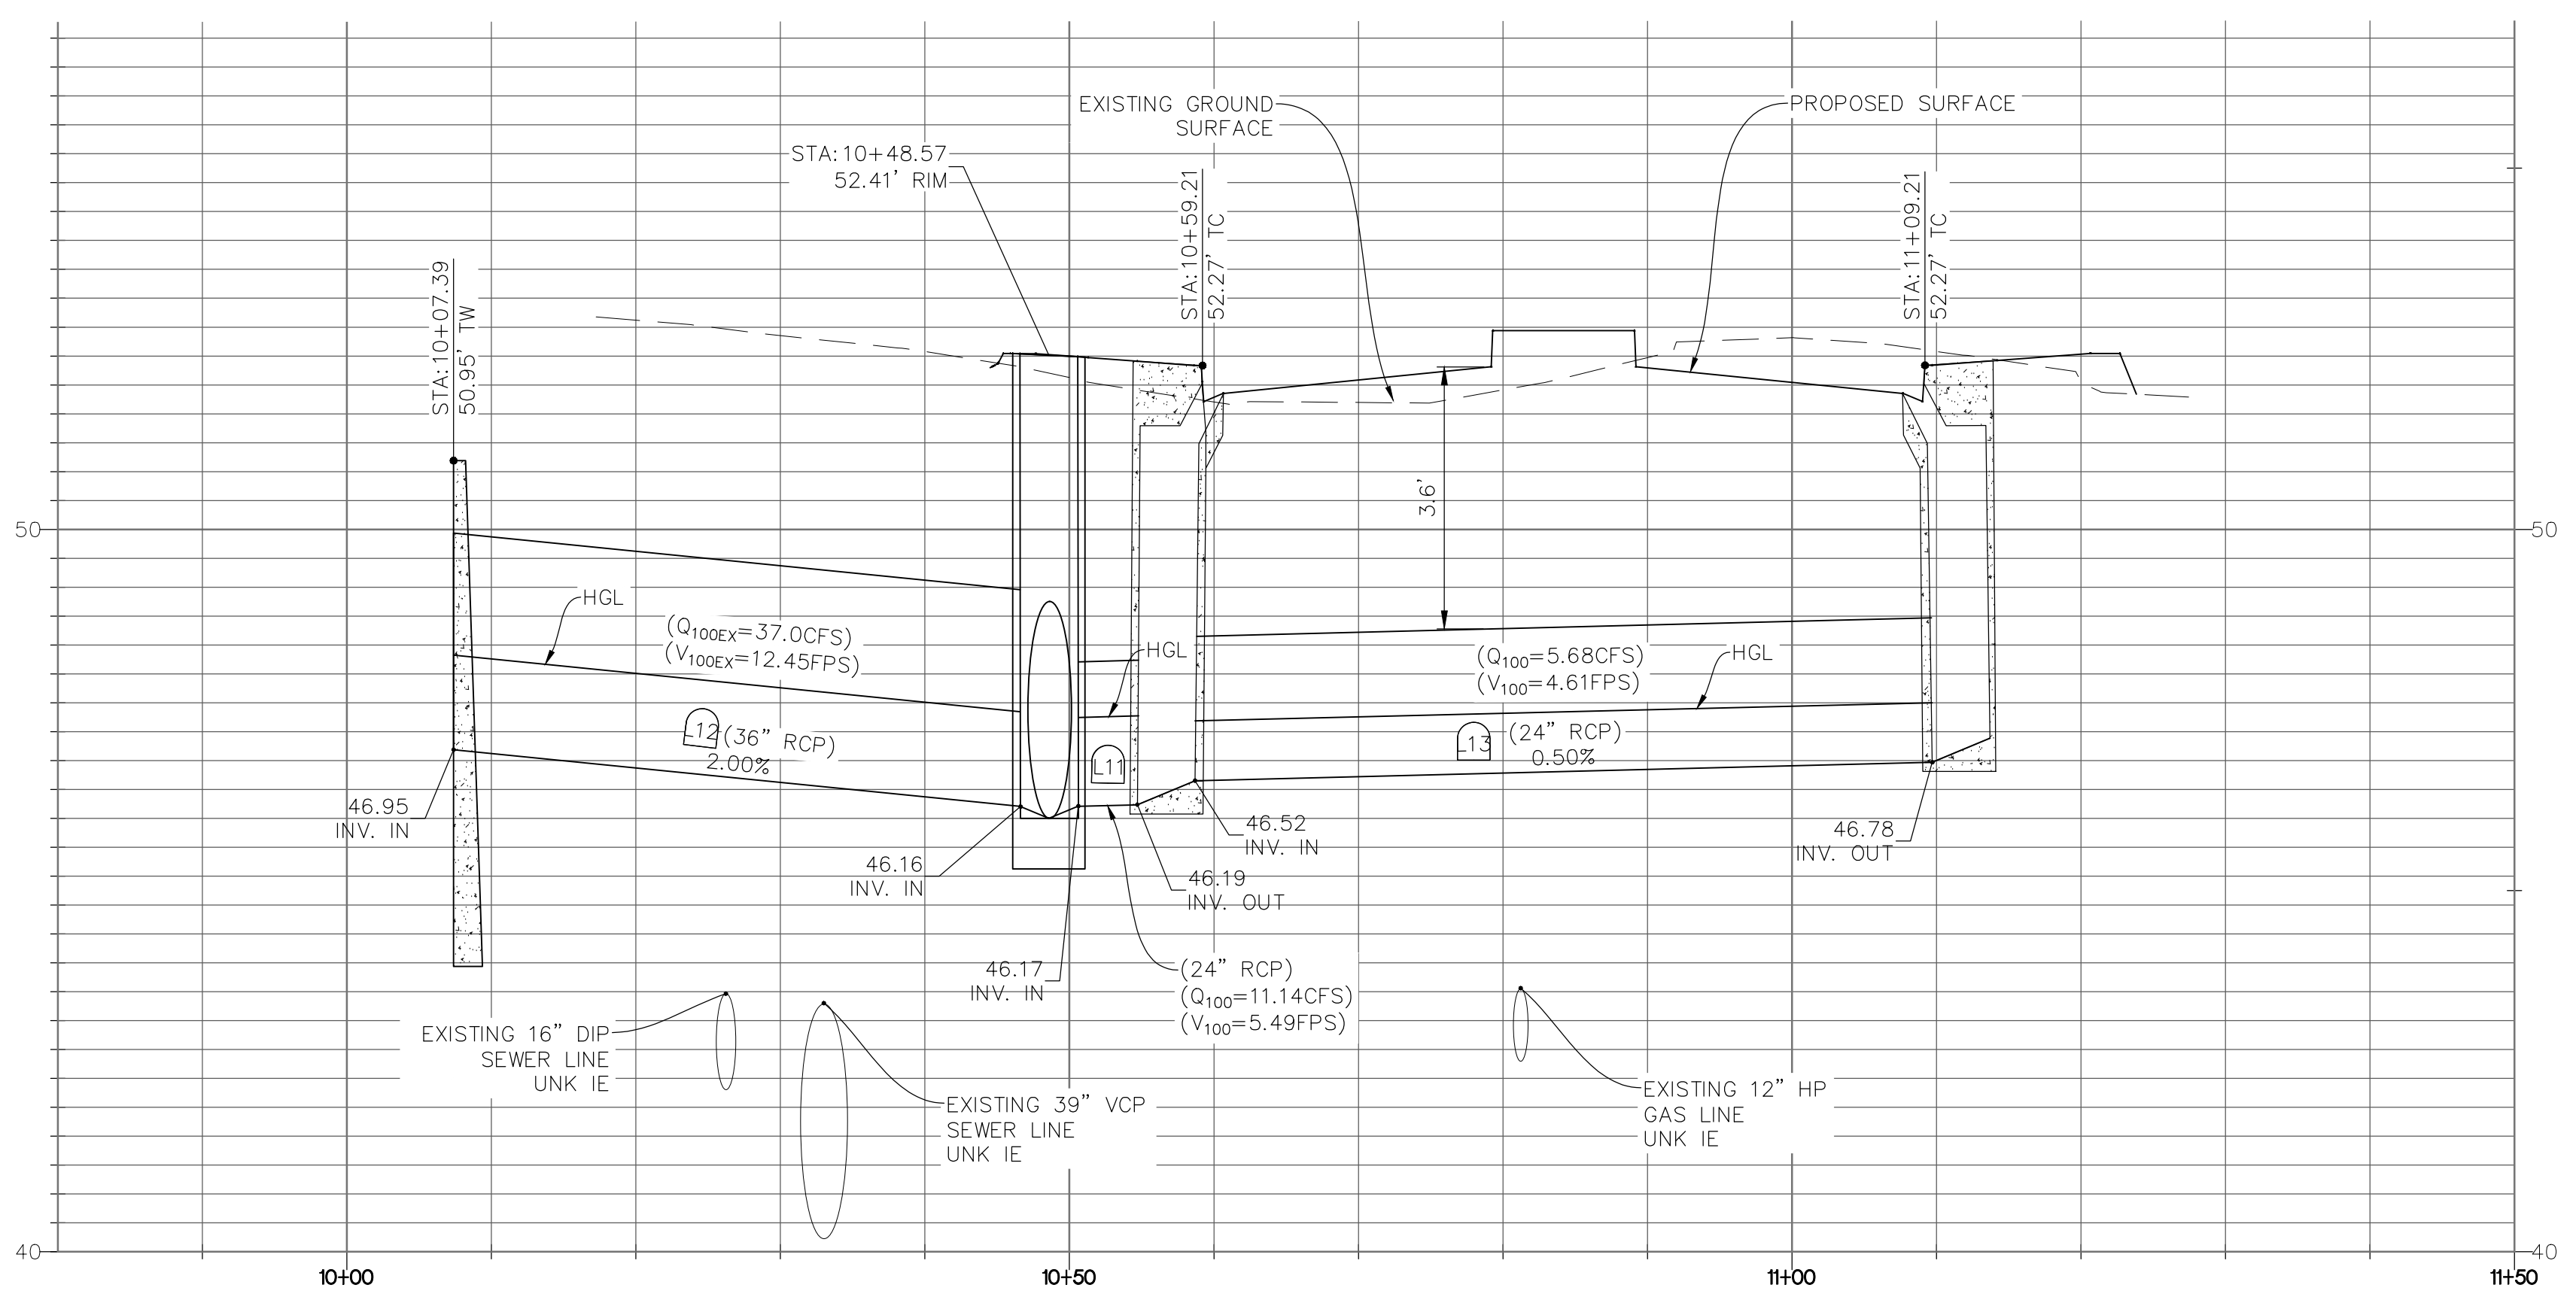 EXISTING GROUND
SURFACE
PROPOSED SURFACE
STA:10+48.57
52.41' RIM
STA:10+59.21
52.27' TC
STA:11+09.21
52.27' TC
STA:10+07.39
50.95' TW
3.6'
50
50
HGL
(Q100EX=37.0CFS)
(V100EX=12.45FPS)
HGL
(Q100=5.68CFS)
(V100=4.61FPS)
HGL
L12
(36" RCP)
2.00%
L11
L13
(24" RCP)
0.50%
46.95
INV. IN
46.16
INV. IN
46.52
INV. IN
46.19
INV. OUT
46.78
INV. OUT
46.17
INV. IN
(24" RCP)
(Q100=11.14CFS)
(V100=5.49FPS)
EXISTING 16" DIP
SEWER LINE
UNK IE
EXISTING 39" VCP
SEWER LINE
UNK IE
EXISTING 12" HP
GAS LINE
UNK IE
40
40
10+00
10+50
11+00
11+50